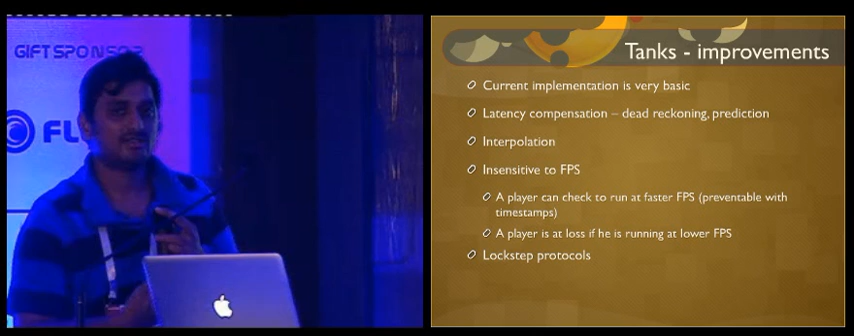 GIFT SPONSOR
FL
Tanks - improvements
Current implementation is very basic
Latency compensation – dead reckoning, prediction
Interpolation
Insensitive to FPS
A player can check to run at faster FPS (preventable with
timestamps)
A player is at loss if he is running at lower FPS
Lockstep protocols